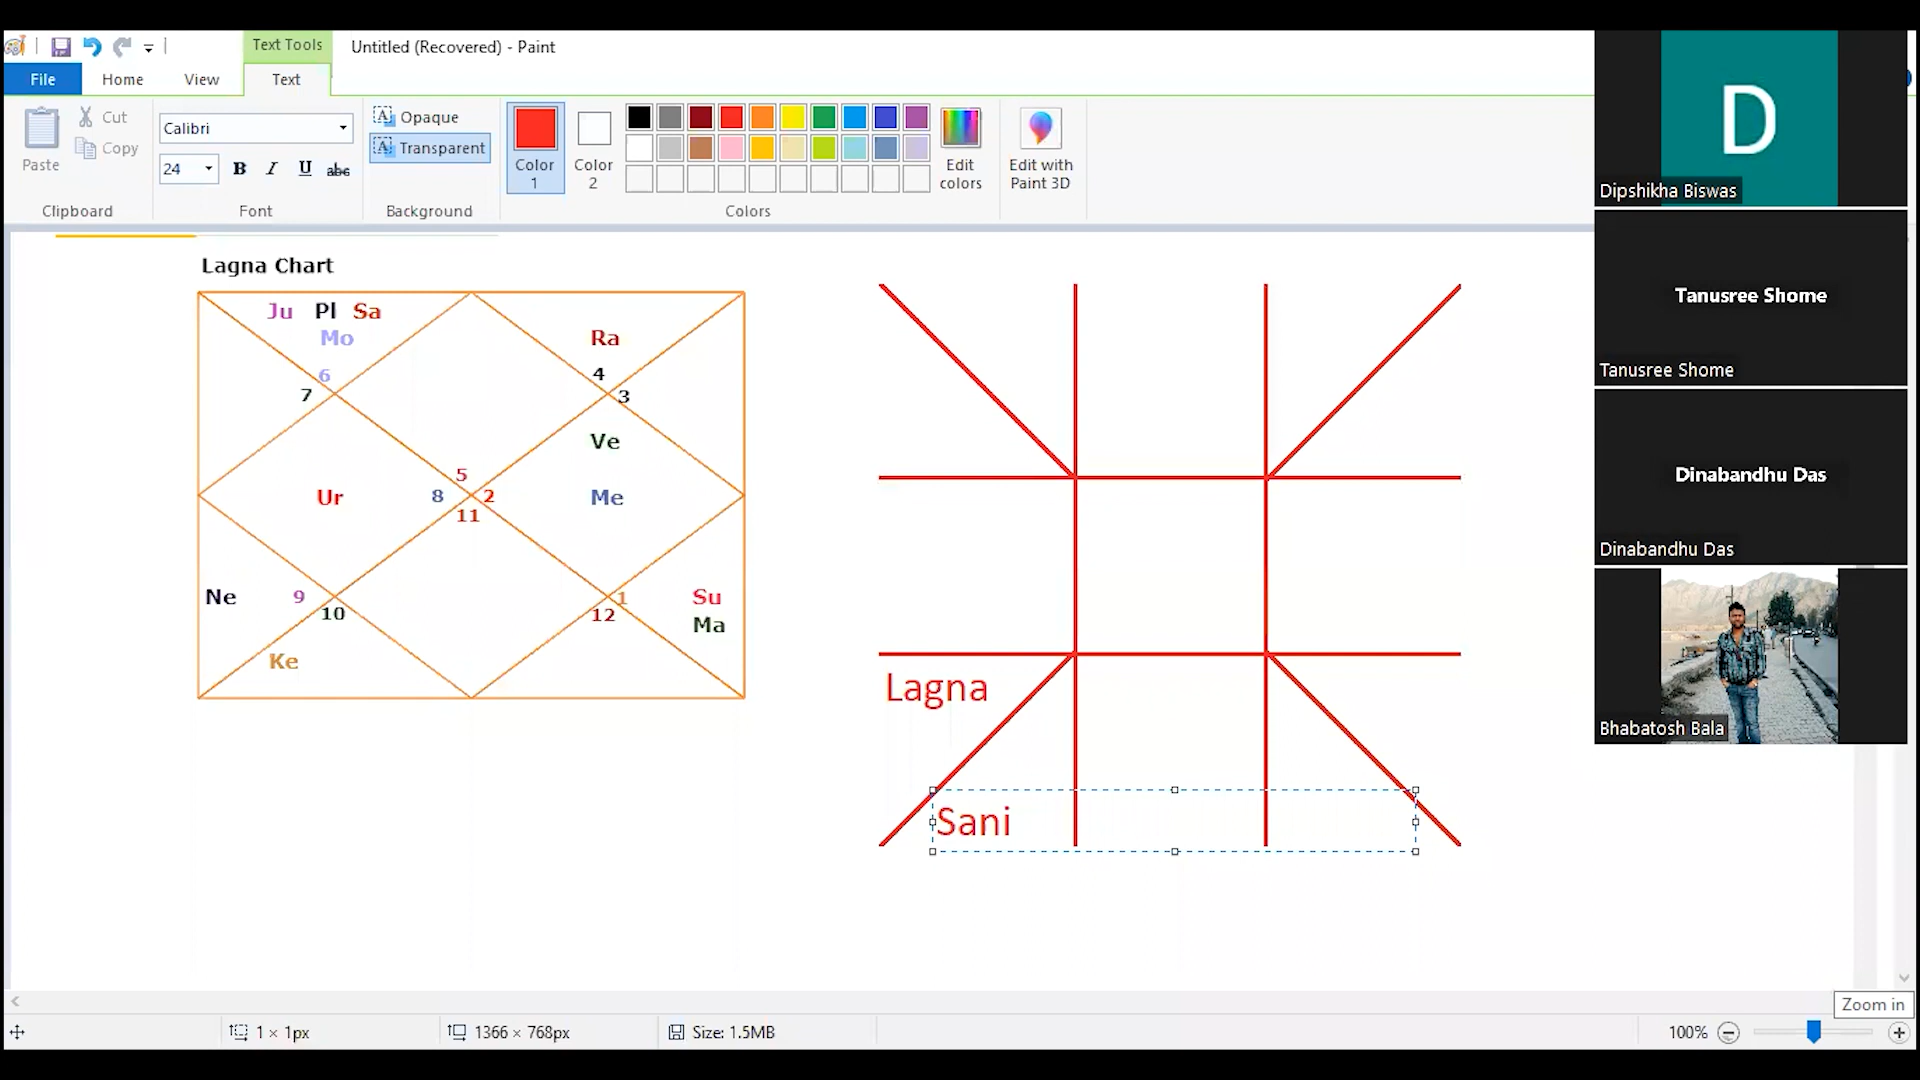 Text Tools
Untitled (Recovered) - Paint
File
Home
View
Text
Paste
Cut
Copy
Clipboard
Calibri
24
B I U abc
Font
Opaque
Transparent
Background
Color 1
Color 2
Edit colors
Edit with Paint 3D
Colors
Lagna Chart
Ju Pl Sa
Mo
Ra
6
4
7
3
Ve
5
Ur
8
2
Me
11
Ne
9
1
Su
10
12
Ma
Ke
Lagna
Sani
D
Dipshikha Biswas
Tanusree Shome
Tanusree Shome
Dinabandhu Das
Dinabandhu Das
Bhabatosh Bala
Zoom in
1 × 1px
1366 × 768px
Size: 1.5MB
100%